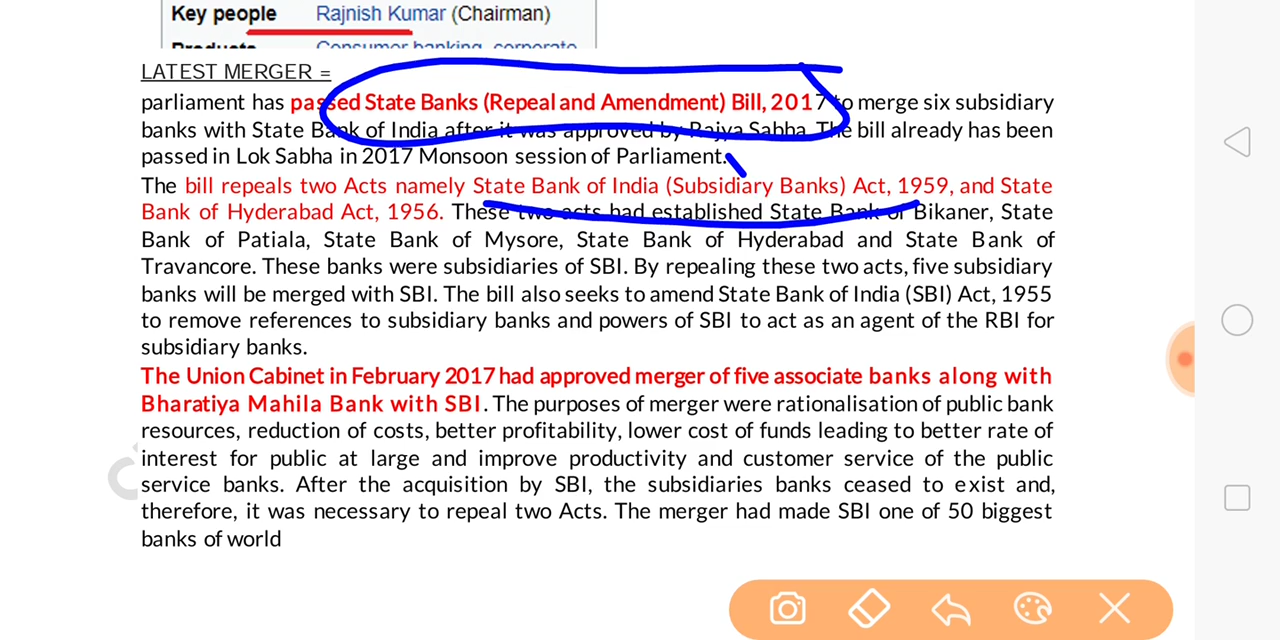 Key people Rajnish Kumar (Chairman)
Products Consumer banking, corporate
LATEST MERGER =
parliament has passed State Banks (Repeal and Amendment) Bill, 2017 to merge six subsidiary
banks with State Bank of India after it was approved by Rajya Sabha. The bill already has been
passed in Lok Sabha in 2017 Monsoon session of Parliament.
The bill repeals two Acts namely State Bank of India (Subsidiary Banks) Act, 1959, and State
Bank of Hyderabad Act, 1956. These two acts had established State Bank of Bikaner, State
Bank of Patiala, State Bank of Mysore, State Bank of Hyderabad and State Bank of
Travancore. These banks were subsidiaries of SBI. By repealing these two acts, five subsidiary
banks will be merged with SBI. The bill also seeks to amend State Bank of India (SBI) Act, 1955
to remove references to subsidiary banks and powers of SBI to act as an agent of the RBI for
subsidiary banks.
The Union Cabinet in February 2017 had approved merger of five associate banks along with
Bharatiya Mahila Bank with SBI. The purposes of merger were rationalisation of public bank
resources, reduction of costs, better profitability, lower cost of funds leading to better rate of
interest for public at large and improve productivity and customer service of the public
service banks. After the acquisition by SBI, the subsidiaries banks ceased to exist and,
therefore, it was necessary to repeal two Acts. The merger had made SBI one of 50 biggest
banks of world